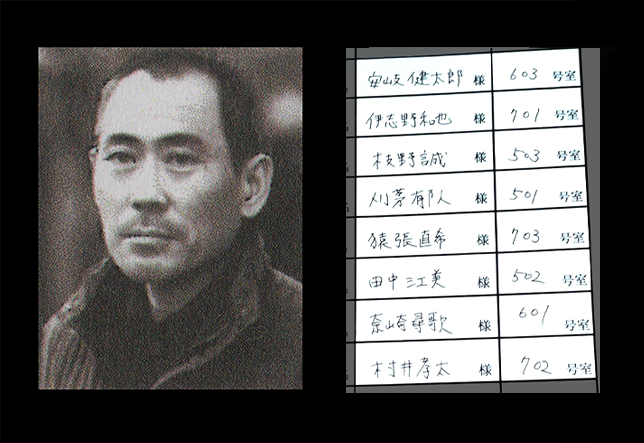 安岐健太郎 様 603 号室
伊志野和也 様 701 号室
枝野誠 様 503 号室
刈茅有人 様 501 号室
猿張直希 様 703 号室
田中江美 様 502 号室
奈崎尋歌 様 601 号室
村井孝太 様 702 号室